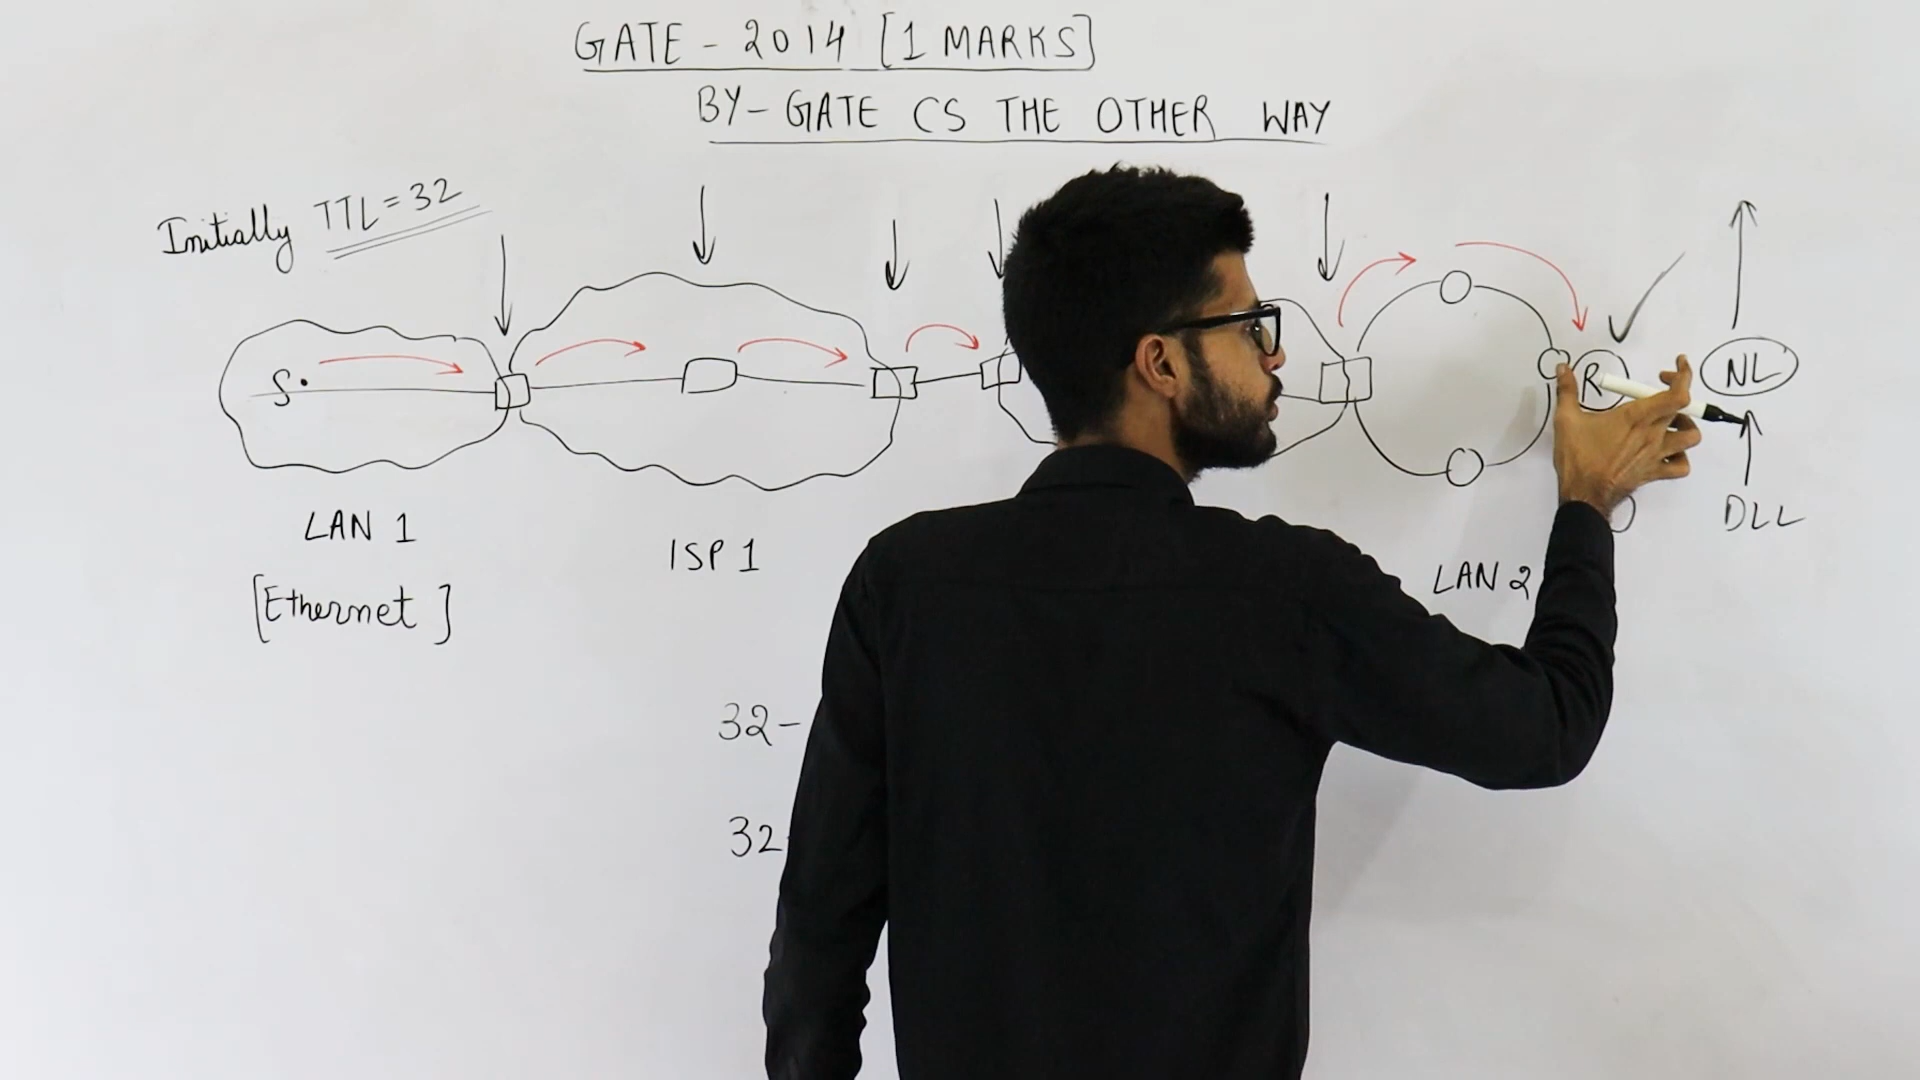 GATE - 2014 [1 MARKS]
BY - GATE CS THE OTHER WAY
Initially TTL = 32
S
R
NL
DLL
LAN 1
ISP 1
LAN 2
[Ethernet]
32-
32